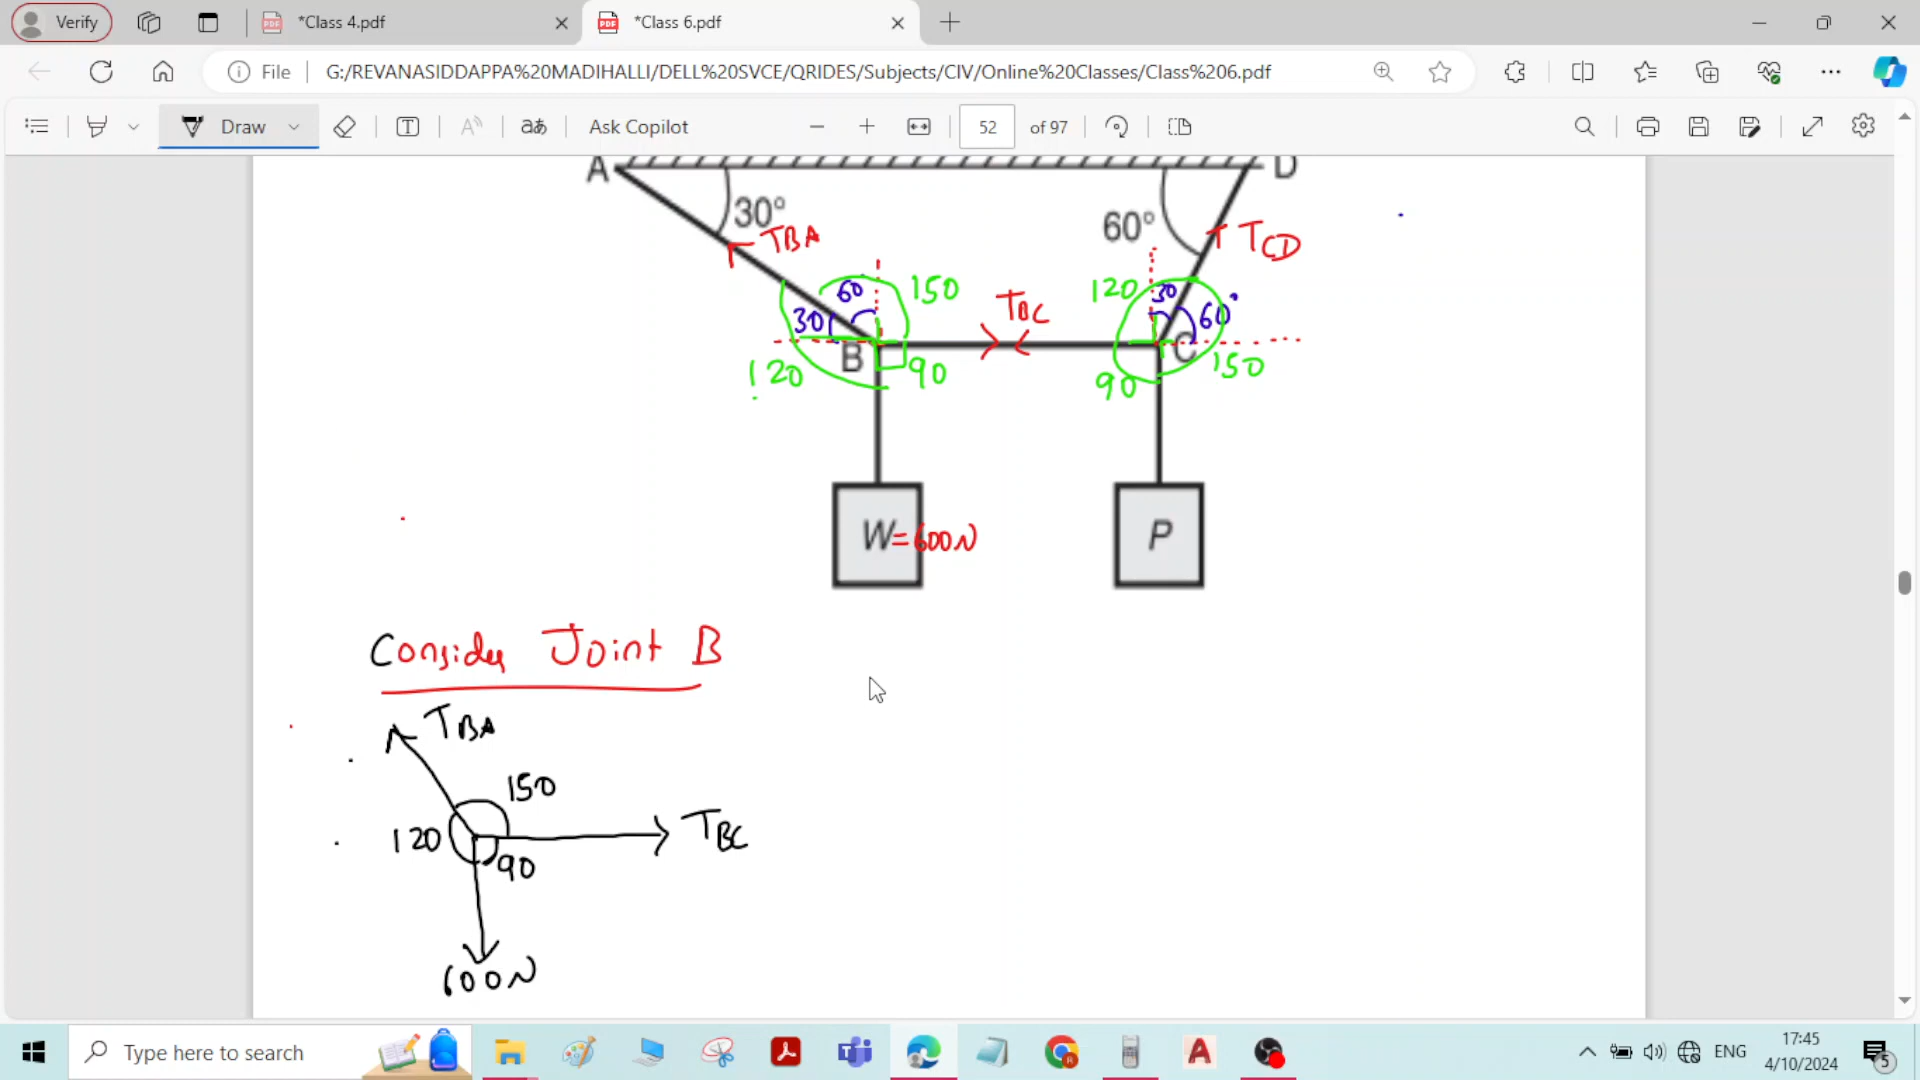 Verify
*Class 4.pdf
*Class 6.pdf
File
G:/REVANASIDDAPPA%20MADIHALLI/DELL%20SVCE/QRIDES/Subjects/CIV/Online%20Classes/Class%206.pdf
Draw
Ask Copilot
52
of 97
A
D
30°
60°
TBA
TCD
60
150
TBC
120
30
60°
30
B
C
120
90
90
150
W=600N
P
Consider Joint B
TBA
150
120
TBC
90
600N
Type here to search
ENG
17:45
4/10/2024
5